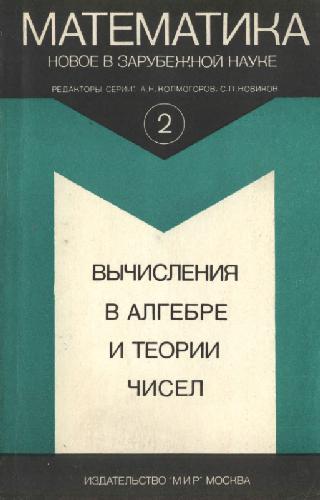 МАТЕМАТИКА
НОВОЕ В ЗАРУБЕЖНОЙ НАУКЕ
РЕДАКТОРЫ СЕРИИ: А.Н.КОЛМОГОРОВ, С.П.НОВИКОВ
2
ВЫЧИСЛЕНИЯ
В АЛГЕБРЕ
И ТЕОРИИ
ЧИСЕЛ
ИЗДАТЕЛЬСТВО "МИР" МОСКВА